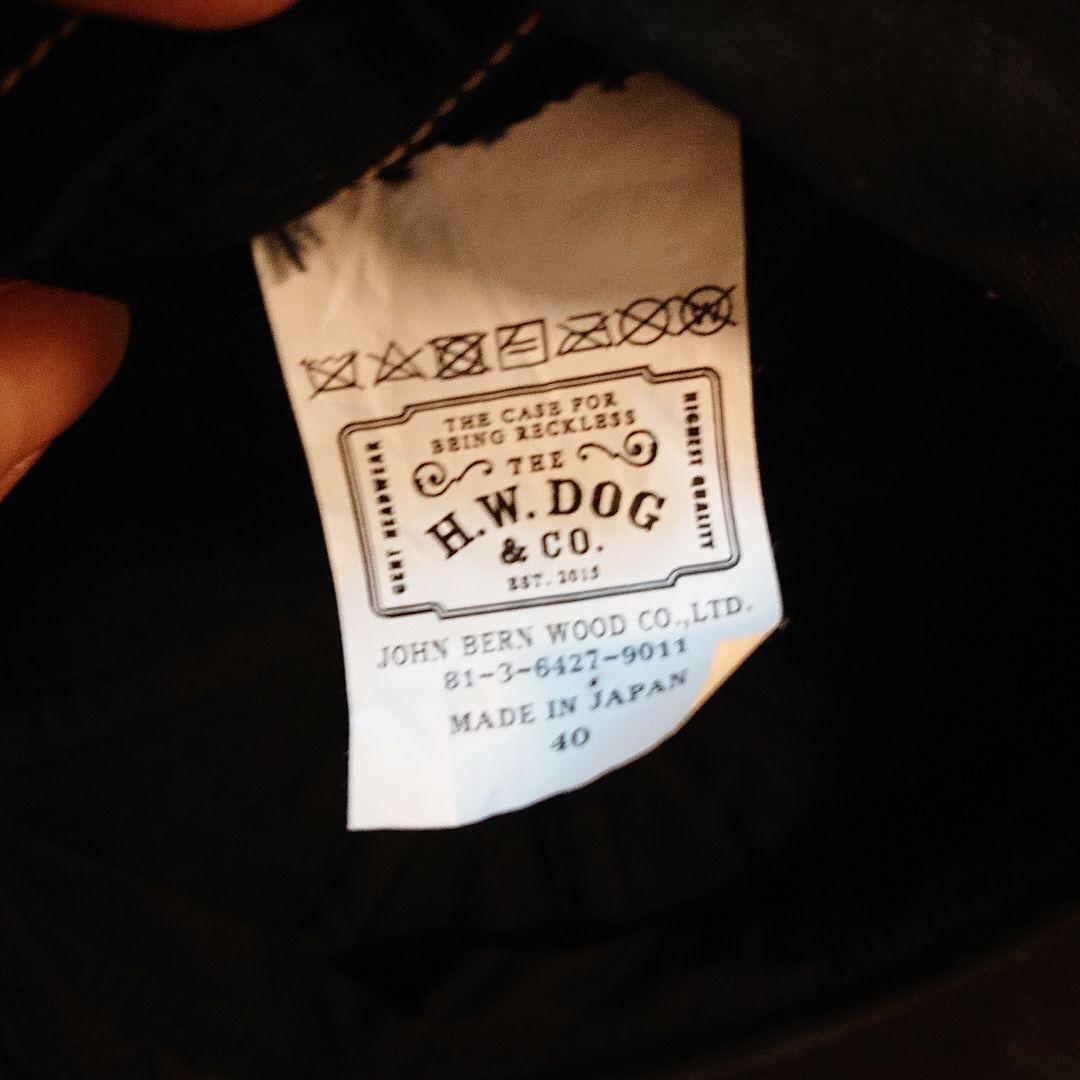 THE CASE FOR
BEING RECKLESS
THE
H.W.DOG
& CO.
EST. 2015
GENT HEADWEAR
HIGHEST QUALITY
JOHN BERN WOOD CO.,LTD.
81-3-6427-9011
MADE IN JAPAN
40